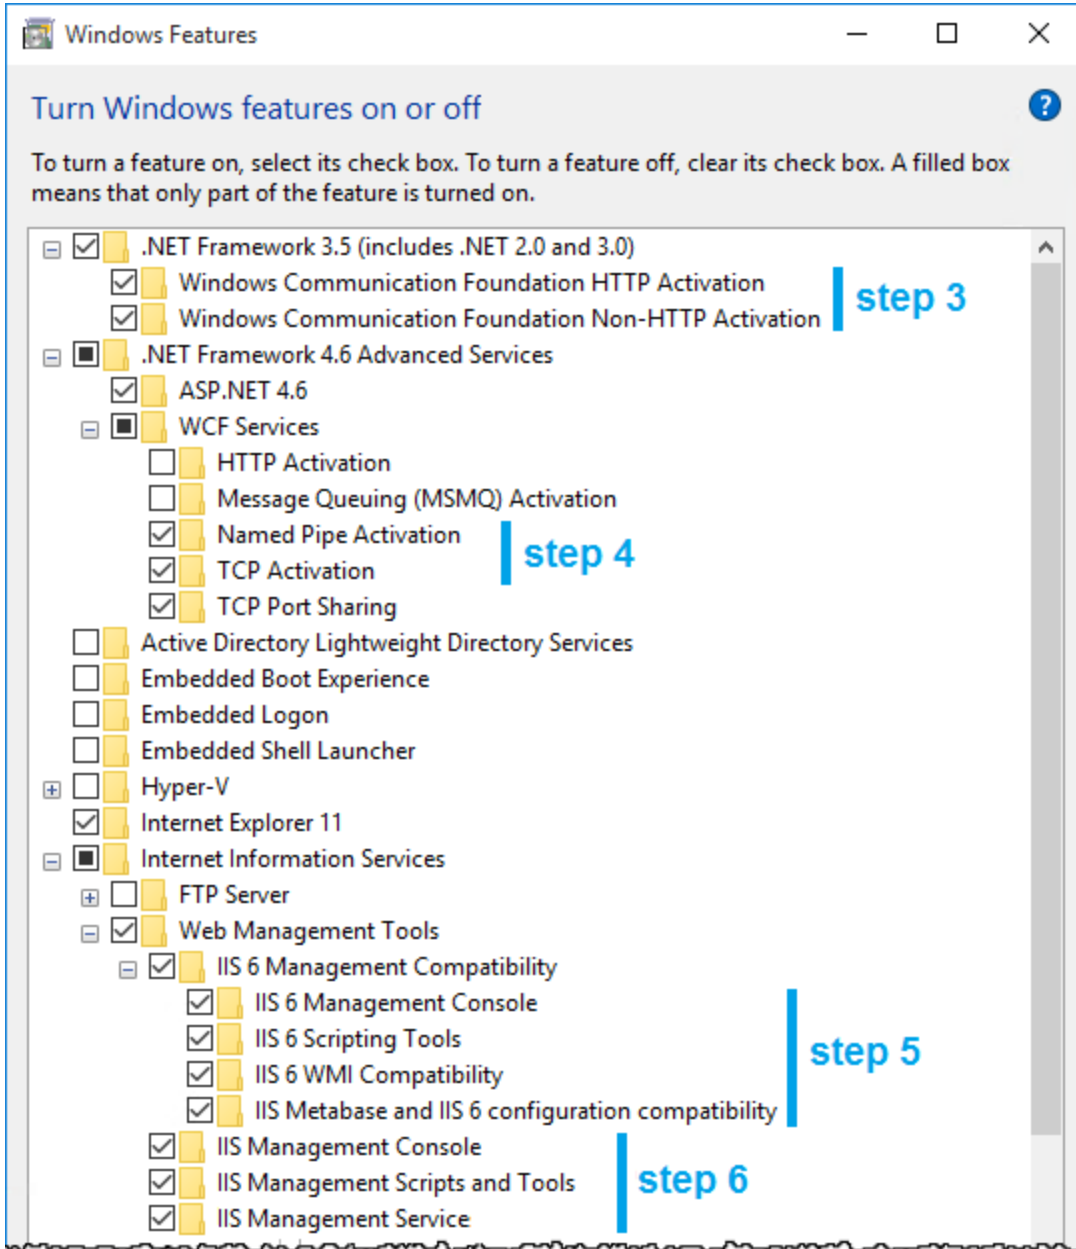 Windows Features
Turn Windows features on or off
?
To turn a feature on, select its check box. To turn a feature off, clear its check box. A filled box
means that only part of the feature is turned on.
.NET Framework 3.5 (includes .NET 2.0 and 3.0)
Windows Communication Foundation HTTP Activation
step 3
Windows Communication Foundation Non-HTTP Activation
.NET Framework 4.6 Advanced Services
ASP.NET 4.6
WCF Services
HTTP Activation
Message Queuing (MSMQ) Activation
Named Pipe Activation
step 4
TCP Activation
TCP Port Sharing
Active Directory Lightweight Directory Services
Embedded Boot Experience
Embedded Logon
Embedded Shell Launcher
Hyper-V
Internet Explorer 11
Internet Information Services
FTP Server
Web Management Tools
IIS 6 Management Compatibility
IIS 6 Management Console
IIS 6 Scripting Tools
step 5
IIS 6 WMI Compatibility
IIS Metabase and IIS 6 configuration compatibility
IIS Management Console
IIS Management Scripts and Tools
step 6
IIS Management Service